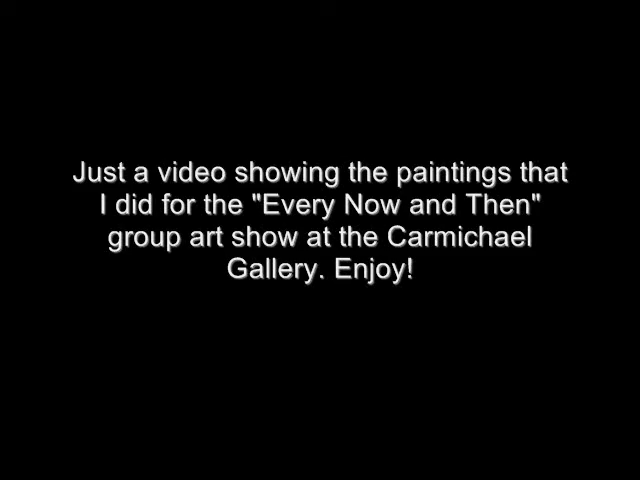 Just a video showing the paintings that
I did for the "Every Now and Then"
group art show at the Carmichael
Gallery. Enjoy!